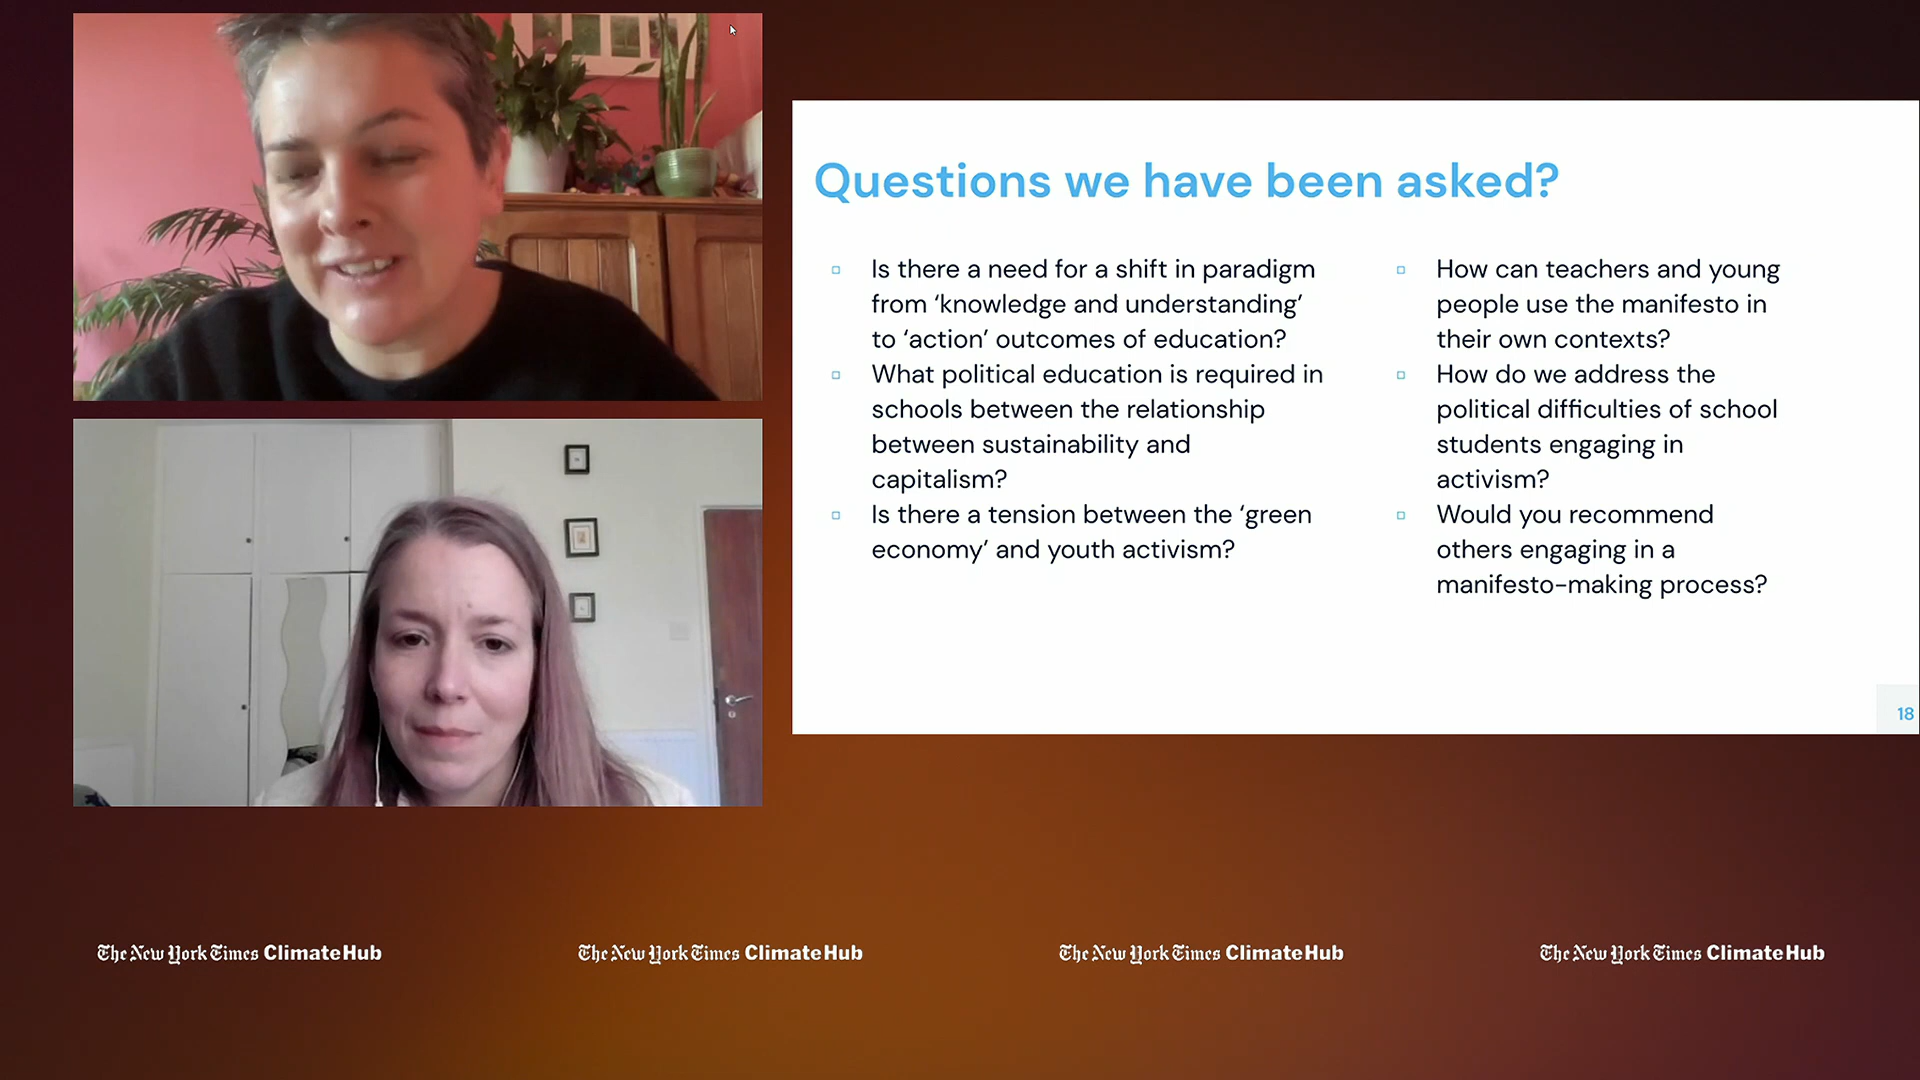 Questions we have been asked?
Is there a need for a shift in paradigm
from ‘knowledge and understanding’
to ‘action’ outcomes of education?
What political education is required in
schools between the relationship
between sustainability and
capitalism?
Is there a tension between the ‘green
economy’ and youth activism?
How can teachers and young
people use the manifesto in
their own contexts?
How do we address the
political difficulties of school
students engaging in
activism?
Would you recommend
others engaging in a
manifesto-making process?
18
The New York Times Climate Hub
The New York Times Climate Hub
The New York Times Climate Hub
The New York Times Climate Hub